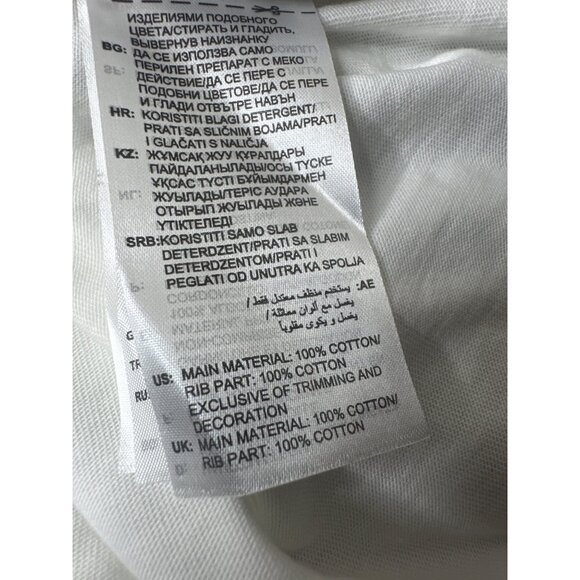 ИЗДЕЛИЯМИ ПОДОБНОГО
ЦВЕТА/СТИРАТЬ И ГЛАДИТЬ,
ВЫВЕРНУВ НАИЗНАНКУ
BG: ДА СЕ ИЗПОЛЗВА САМО
ПЕРИЛЕН ПРЕПАРАТ С МЕКО
ДЕЙСТВИЕ/ДА СЕ ПЕРЕ С
ПОДОБНИ ЦВЕТОВЕ/ДА СЕ ПЕРЕ
И ГЛАДИ ОТВЪТРЕ НАВЪН
HR: KORISTITI BLAGI DETERGENT/
PRATI SA SLIČNIM BOJAMA/PRATI
I GLAČATI S NALIČJA
KZ: ЖҰМСАҚ ЖУУ ҚҰРАЛДАРЫ
ПАЙДАЛАНЫЛАДЫ/ОСЫ ТҮСКЕ
ҰҚСАС ТҮСТІ БҰЙЫМДАРМЕН
ЖУЫЛАДЫ/ТЕРІС АУДАРА
ОТЫРЫП ЖУЫЛАДЫ ЖӘНЕ
ҮТІКТЕЛЕДІ
SRB:KORISTITI SAMO SLAB
DETERDZENT/PRATI SA SLABIM
DETERDZENTOM/PRATI I
PEGLATI OD UNUTRA KA SPOLJA
AE: يستخدم منظف معتدل فقط /
يغسل مع ألوان مماثلة /
يغسل و يكوى مقلوباً
US: MAIN MATERIAL: 100% COTTON/
RIB PART: 100% COTTON
EXCLUSIVE OF TRIMMING AND
DECORATION
UK: MAIN MATERIAL: 100% COTTON/
RIB PART: 100% COTTON